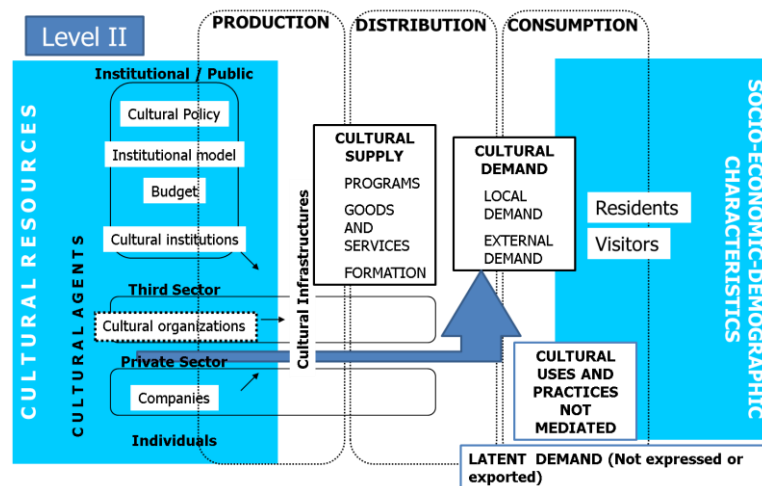 Level II
PRODUCTION
DISTRIBUTION
CONSUMPTION
CULTURAL RESOURCES
CULTURAL AGENTS
Institutional / Public
Cultural Policy
Institutional model
Budget
Cultural institutions
Third Sector
Cultural organizations
Private Sector
Companies
Individuals
Cultural Infrastructures
CULTURAL
SUPPLY
PROGRAMS
GOODS
AND
SERVICES
FORMATION
CULTURAL
DEMAND
LOCAL
DEMAND
EXTERNAL
DEMAND
Residents
Visitors
SOCIO-ECONOMIC-DEMOGRAPHIC
CHARACTERISTICS
CULTURAL
USES AND
PRACTICES
NOT
MEDIATED
LATENT DEMAND (Not expressed or
exported)